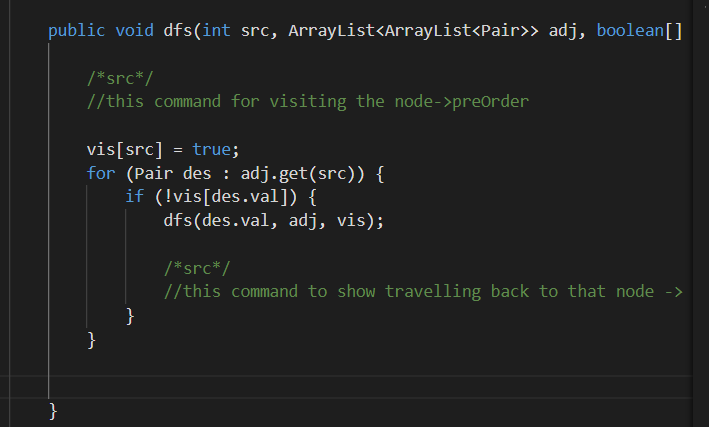 public void dfs(int src, ArrayList<ArrayList<Pair>> adj, boolean[]
/*src*/
//this command for visiting the node->preOrder
vis[src] = true;
for (Pair des : adj.get(src)) {
if (!vis[des.val]) {
dfs(des.val, adj, vis);
/*src*/
//this command to show travelling back to that node ->
}
}
}